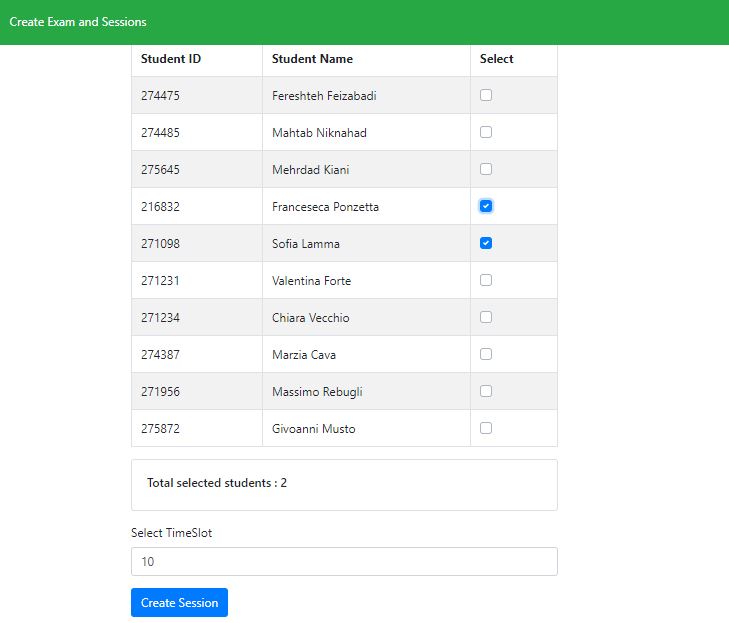 Create Exam and Sessions
Student ID Student Name Select
274475 Fereshteh Feizabadi
274485 Mahtab Niknahad
275645 Mehrdad Kiani
216832 Franceseca Ponzetta
271098 Sofia Lamma
271231 Valentina Forte
271234 Chiara Vecchio
274387 Marzia Cava
271956 Massimo Rebugli
275872 Givoanni Musto
Total selected students : 2
Select TimeSlot
10
Create Session